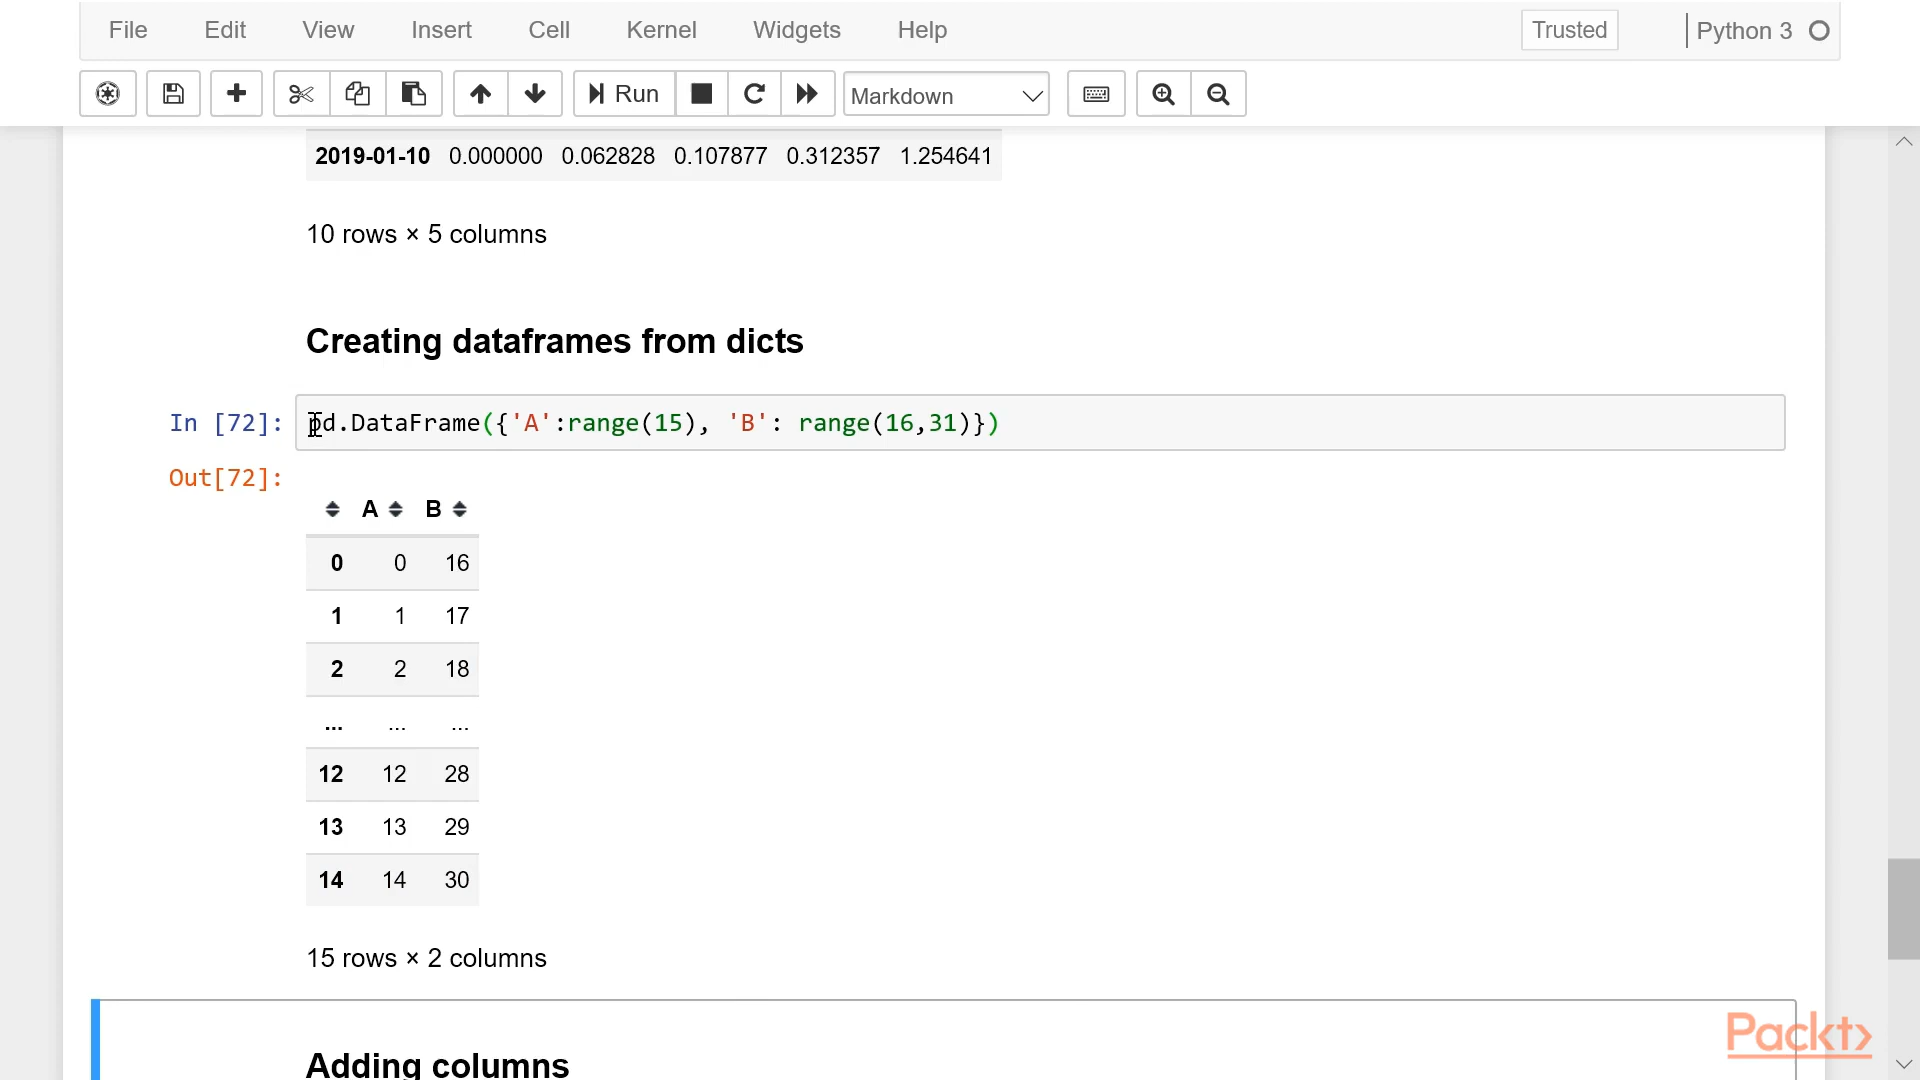 File Edit View Insert Cell Kernel Widgets Help Trusted Python 3
Run Markdown
2019-01-10 0.000000 0.062828 0.107877 0.312357 1.254641
10 rows × 5 columns
Creating dataframes from dicts
In [72]: pd.DataFrame({'A':range(15), 'B': range(16,31)})
Out[72]:
A B
0 0 16
1 1 17
2 2 18
... ... ...
12 12 28
13 13 29
14 14 30
15 rows × 2 columns
Adding columns
Packt>